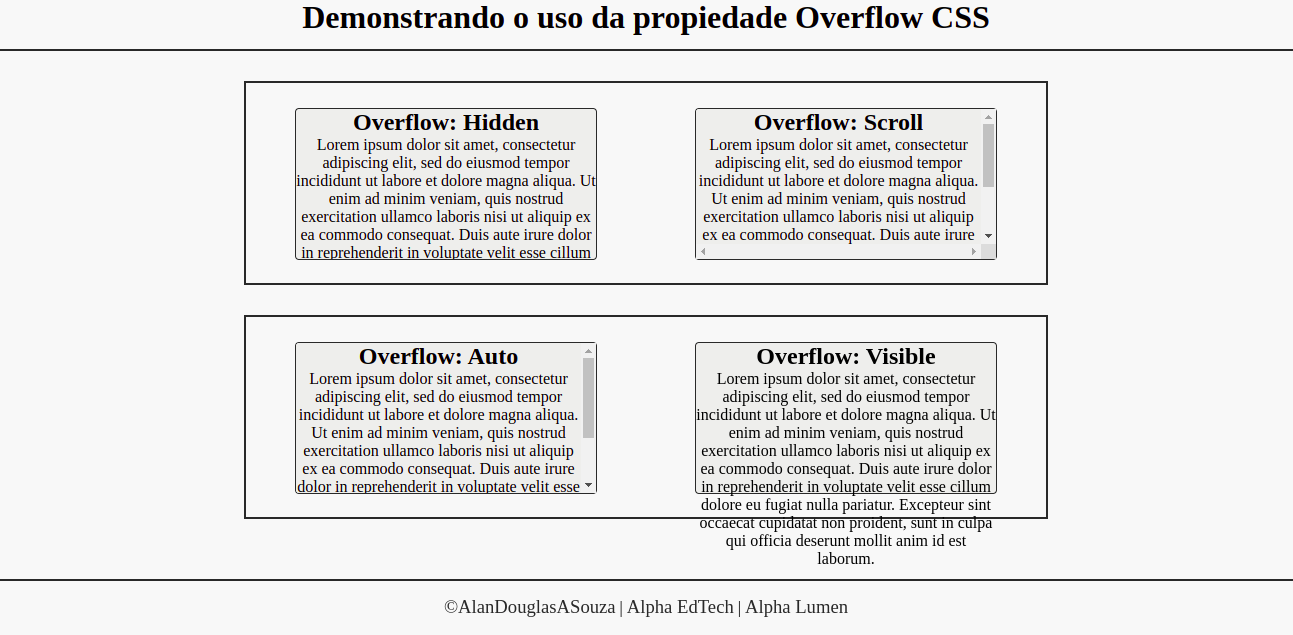 Demonstrando o uso da propiedade Overflow CSS
Overflow: Hidden
Lorem ipsum dolor sit amet, consectetur
adipiscing elit, sed do eiusmod tempor
incididunt ut labore et dolore magna aliqua. Ut
enim ad minim veniam, quis nostrud
exercitation ullamco laboris nisi ut aliquip ex
ea commodo consequat. Duis aute irure dolor
in reprehenderit in voluptate velit esse cillum
Overflow: Scroll
Lorem ipsum dolor sit amet, consectetur
adipiscing elit, sed do eiusmod tempor
incididunt ut labore et dolore magna aliqua.
Ut enim ad minim veniam, quis nostrud
exercitation ullamco laboris nisi ut aliquip
ex ea commodo consequat. Duis aute irure
Overflow: Auto
Lorem ipsum dolor sit amet, consectetur
adipiscing elit, sed do eiusmod tempor
incididunt ut labore et dolore magna aliqua.
Ut enim ad minim veniam, quis nostrud
exercitation ullamco laboris nisi ut aliquip
ex ea commodo consequat. Duis aute irure
dolor in reprehenderit in voluptate velit esse
Overflow: Visible
Lorem ipsum dolor sit amet, consectetur
adipiscing elit, sed do eiusmod tempor
incididunt ut labore et dolore magna aliqua. Ut
enim ad minim veniam, quis nostrud
exercitation ullamco laboris nisi ut aliquip ex
ea commodo consequat. Duis aute irure dolor
in reprehenderit in voluptate velit esse cillum
dolore eu fugiat nulla pariatur. Excepteur sint
occaecat cupidatat non proident, sunt in culpa
qui officia deserunt mollit anim id est
laborum.
©AlanDouglasASouza | Alpha EdTech | Alpha Lumen